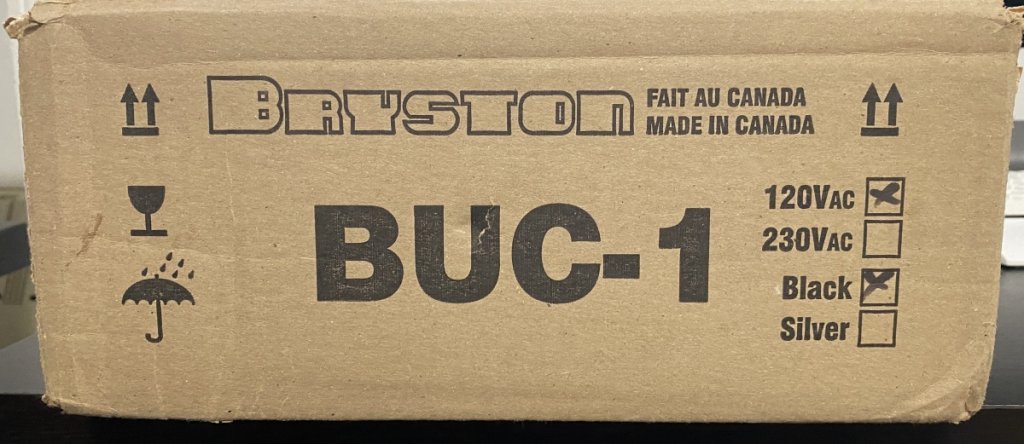 BRYSTON
FAIT AU CANADA
MADE IN CANADA
BUC-1
120VAC
230VAC
Black
Silver